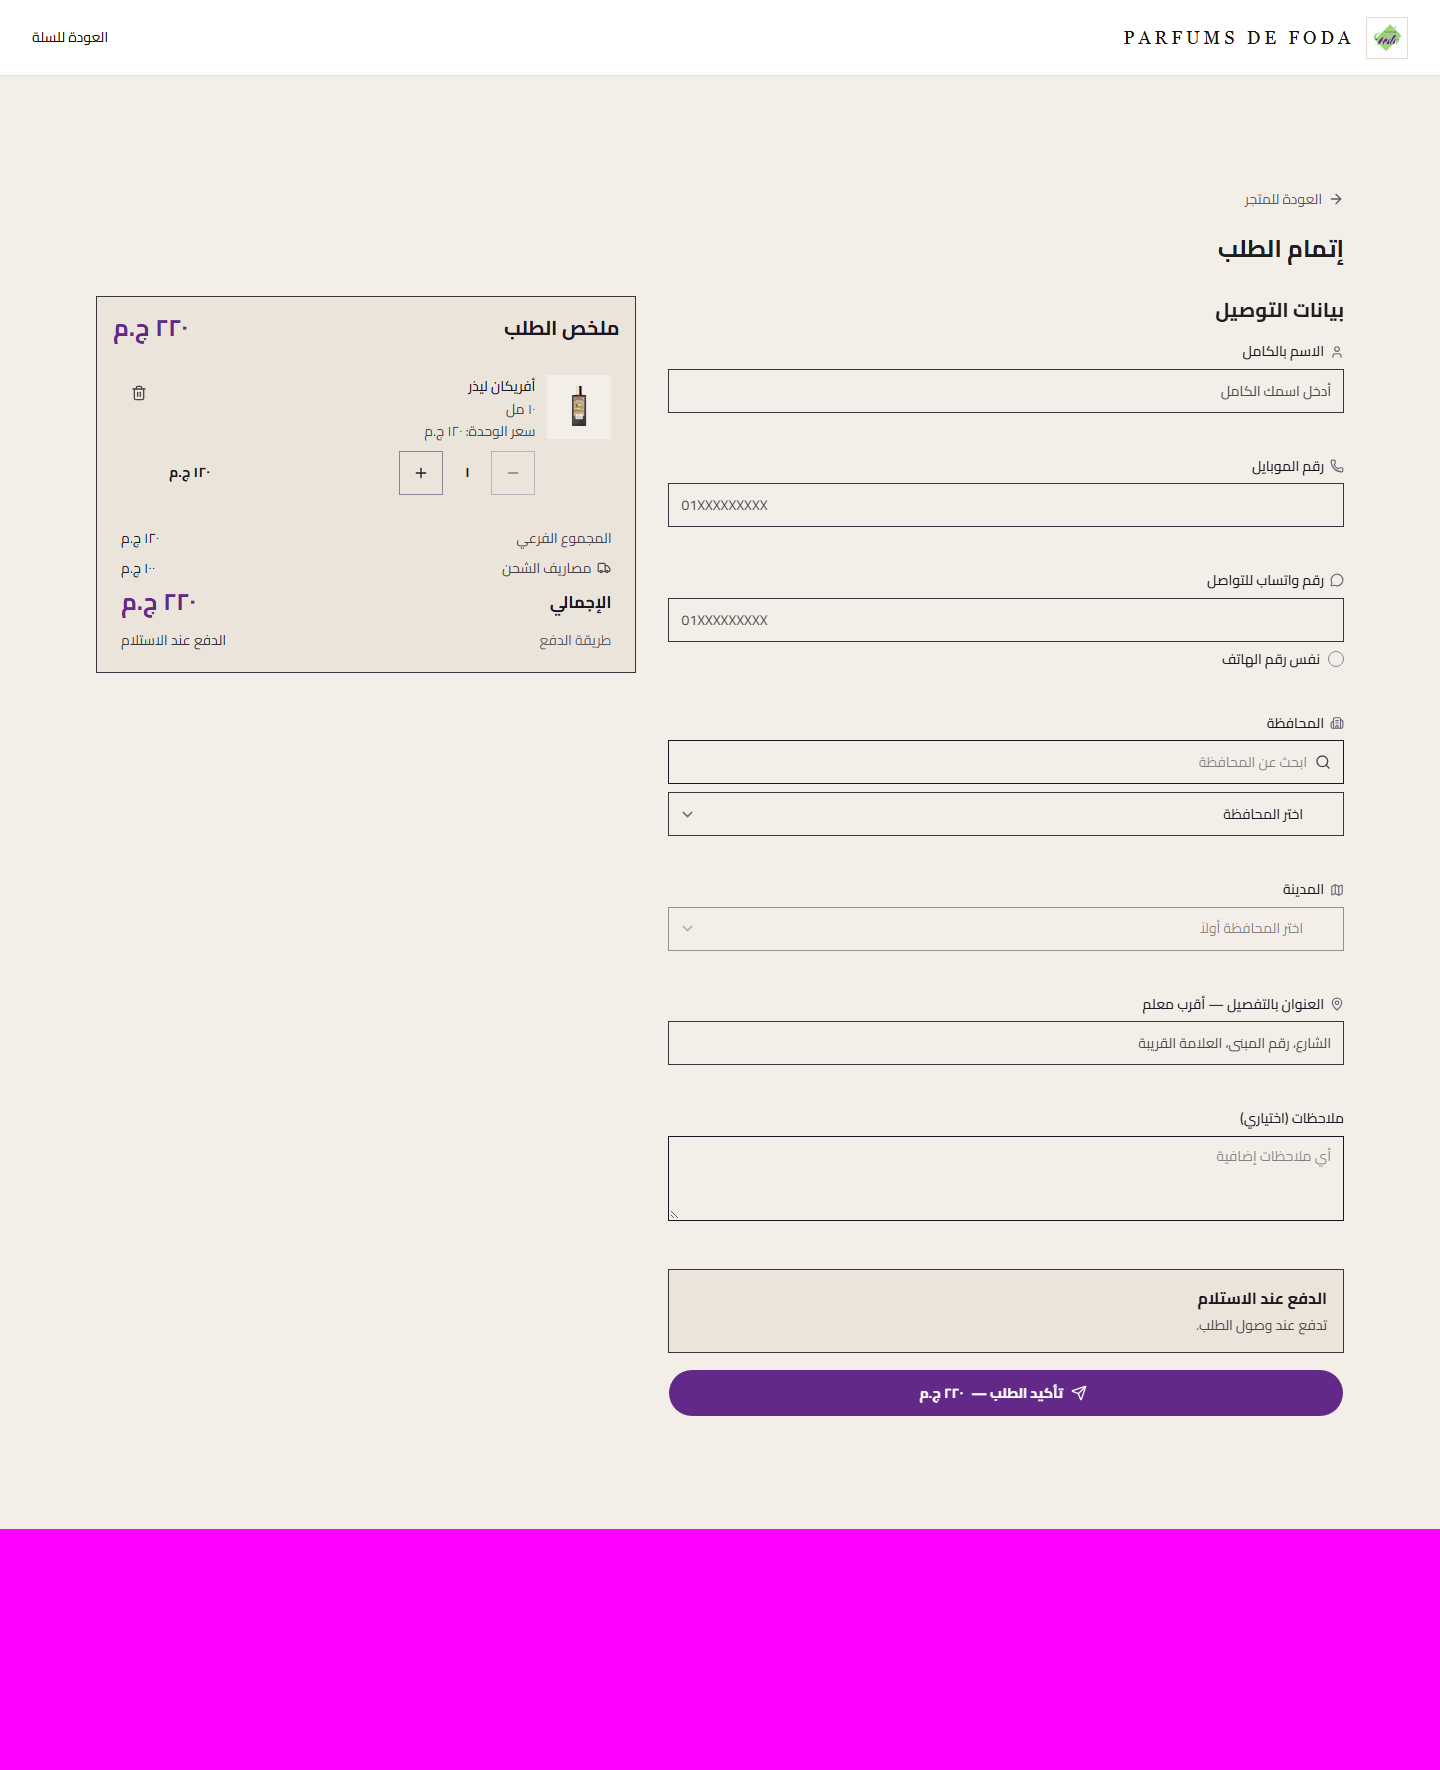 PARFUMS DE FODA
العودة للسلة
العودة للمتجر
إتمام الطلب
بيانات التوصيل
الاسم بالكامل
أدخل اسمك الكامل
رقم الموبايل
01XXXXXXXXX
رقم واتساب للتواصل
01XXXXXXXXX
نفس رقم الهاتف
المحافظة
ابحث عن المحافظة
اختر المحافظة
المدينة
اختر المحافظة أولاً
العنوان بالتفصيل — أقرب معلم
الشارع، رقم المبنى، العلامة القريبة
ملاحظات (اختياري)
أي ملاحظات إضافية
الدفع عند الاستلام
تدفع عند وصول الطلب.
تأكيد الطلب — ٢٢٠ ج.م
ملخص الطلب ٢٢٠ ج.م
أفريكان ليذر
١٠ مل
سعر الوحدة: ١٢٠ ج.م
١ ١٢٠ ج.م
المجموع الفرعي ١٢٠ ج.م
مصاريف الشحن ١٠٠ ج.م
الإجمالي ٢٢٠ ج.م
طريقة الدفع الدفع عند الاستلام